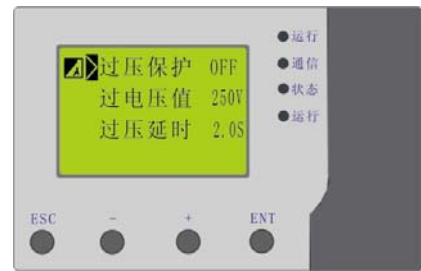 过压保护 OFF
过电压值 250V
过压延时 2.0S
运行
通信
状态
运行
ESC - + ENT